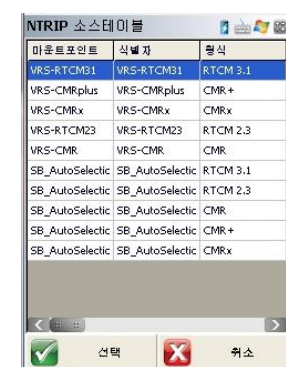 NTRIP 소스테이블
마운트포인트 식별자 형식
VRS-RTCM31 VRS-RTCM31 RTCM 3.1
VRS-CMRplus VRS-CMRplus CMR+
VRS-CMRx VRS-CMRx CMRx
VRS-RTCM23 VRS-RTCM23 RTCM 2.3
VRS-CMR VRS-CMR CMR
SB_AutoSelectic SB_AutoSelectic RTCM 3.1
SB_AutoSelectic SB_AutoSelectic RTCM 2.3
SB_AutoSelectic SB_AutoSelectic CMR
SB_AutoSelectic SB_AutoSelectic CMR+
SB_AutoSelectic SB_AutoSelectic CMRx
선택 취소